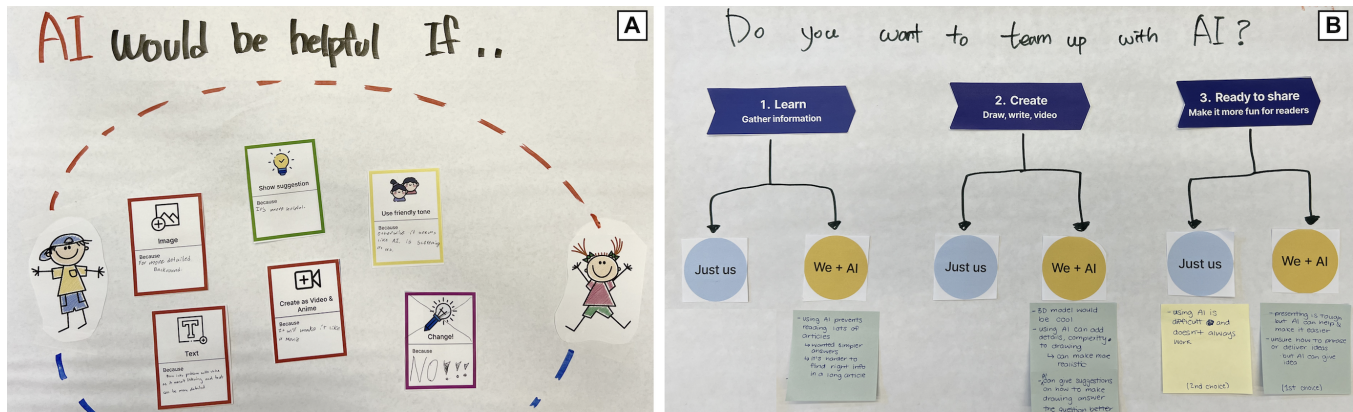 A
AI would be helpful If ..
Show suggestion
Because
It's more helpful.
Use friendly tone
Because
Image
Because
For more detailed
Background.
Create as Video &
Anime
Because
it will make it like
a movie
Change!
Because
NO!!!
Text
Because
can be more detailed.
B
Do you want to team up with AI?
1. Learn
Gather information
2. Create
Draw, write, video
3. Ready to share
Make it more fun for readers
Just us
We + AI
Just us
We + AI
Just us
We + AI
- using AI prevents
reading lots of
articles
↳ wanted simpler
answers
↳ it's harder to
find right info
in a long article
- 3D model would
be cool
- using AI can add
details, complexity
to drawing
↳ can make more
realistic
- can give suggestions
on how to make
drawing answer
the question better
- using AI is
difficult and
doesn't always
work
(2nd choice)
- presenting is tough
but AI can help
make it easier
- unsure how to phrase
or deliver ideas
but AI can give
idea
(1st choice)